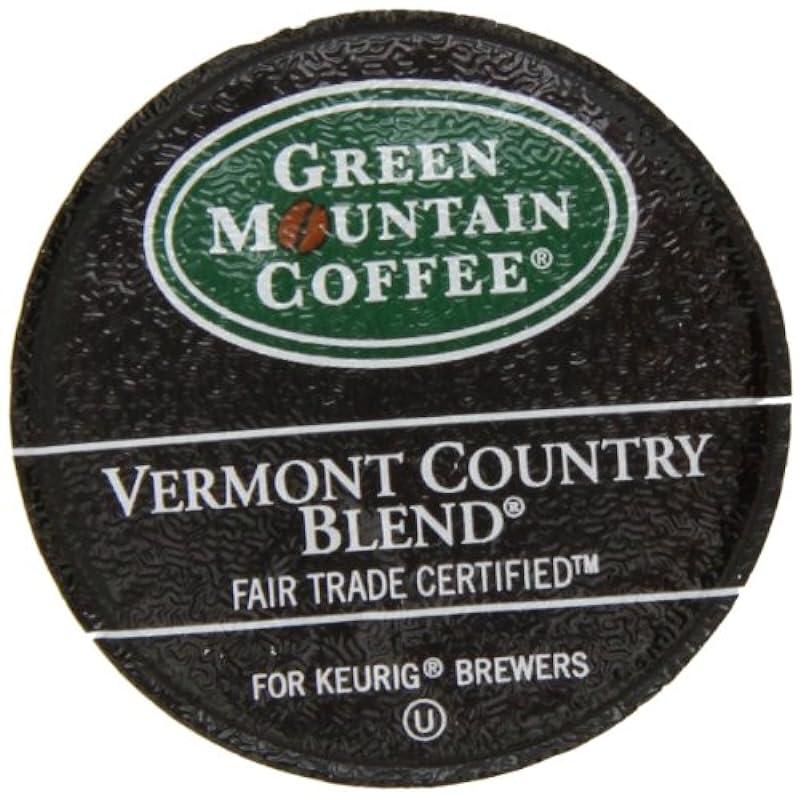 GREEN
MOUNTAIN
COFFEE®
VERMONT COUNTRY
BLEND®
FAIR TRADE CERTIFIED™
FOR KEURIG® BREWERS
U